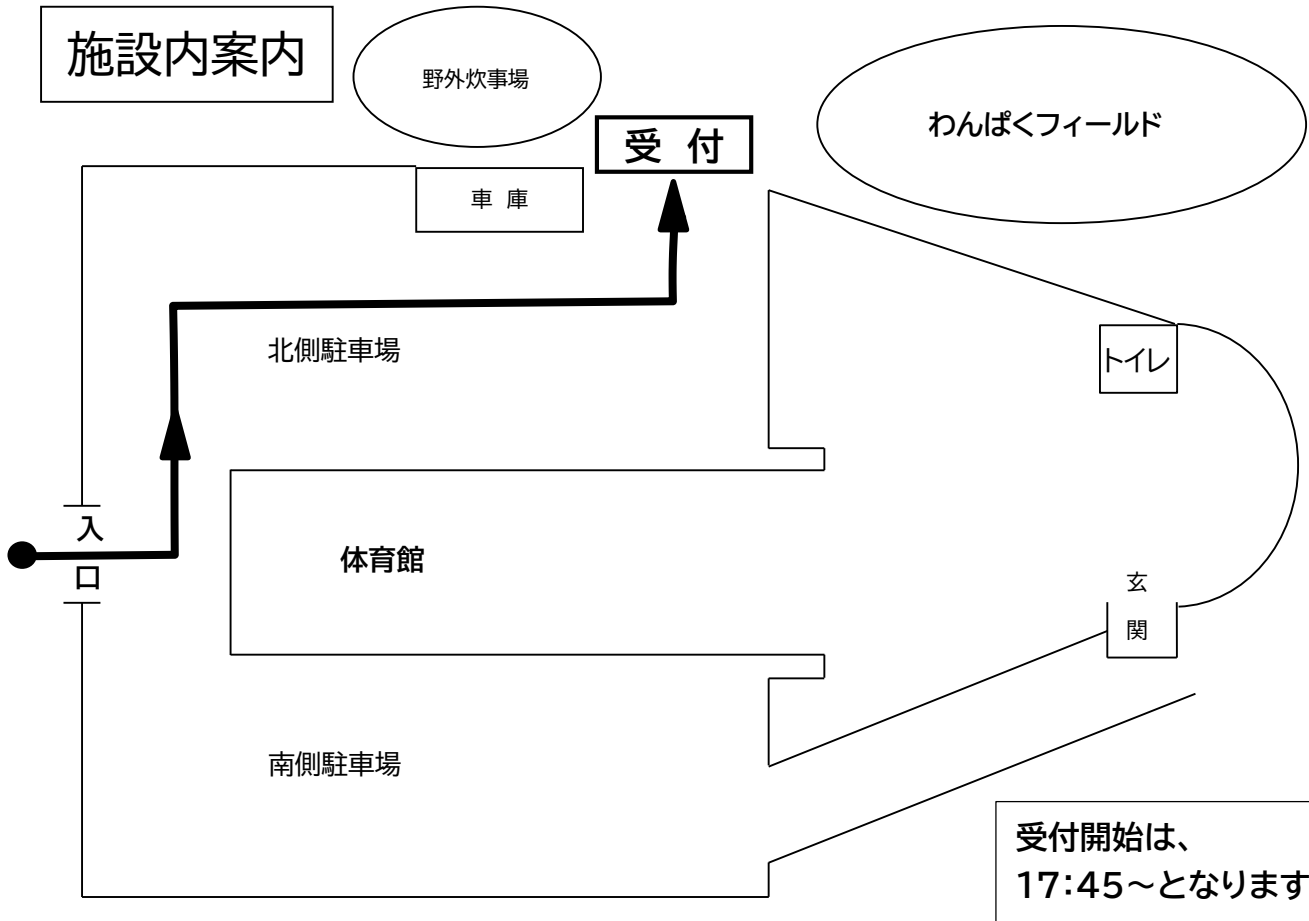 施設内案内
野外炊事場
わんぱくフィールド
受 付
車 庫
北側駐車場
トイレ
入
口
体育館
玄
関
南側駐車場
受付開始は、
17:45~となります